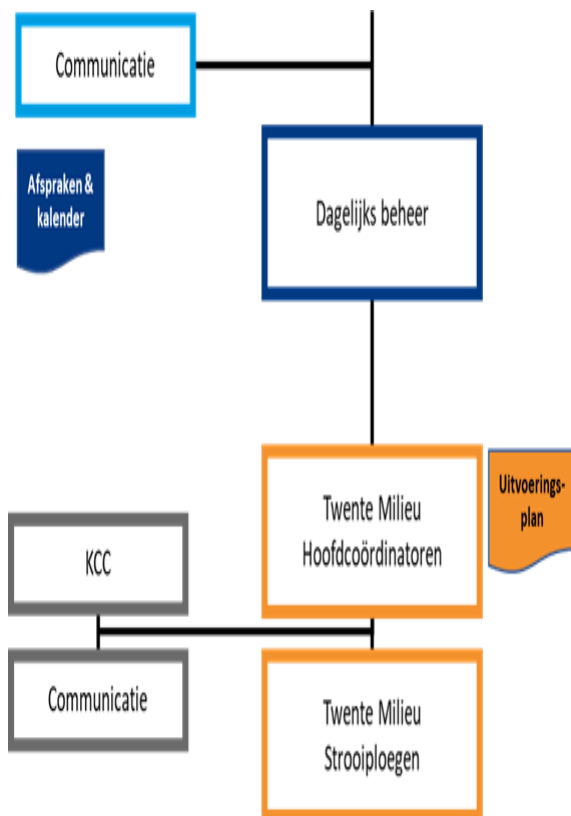 Communicatie
Afspraken &
kalender
Dagelijks beheer
Twente Milieu
Hoofdcoördinatoren
Uitvoerings-
plan
KCC
Communicatie
Twente Milieu
Strooiploegen